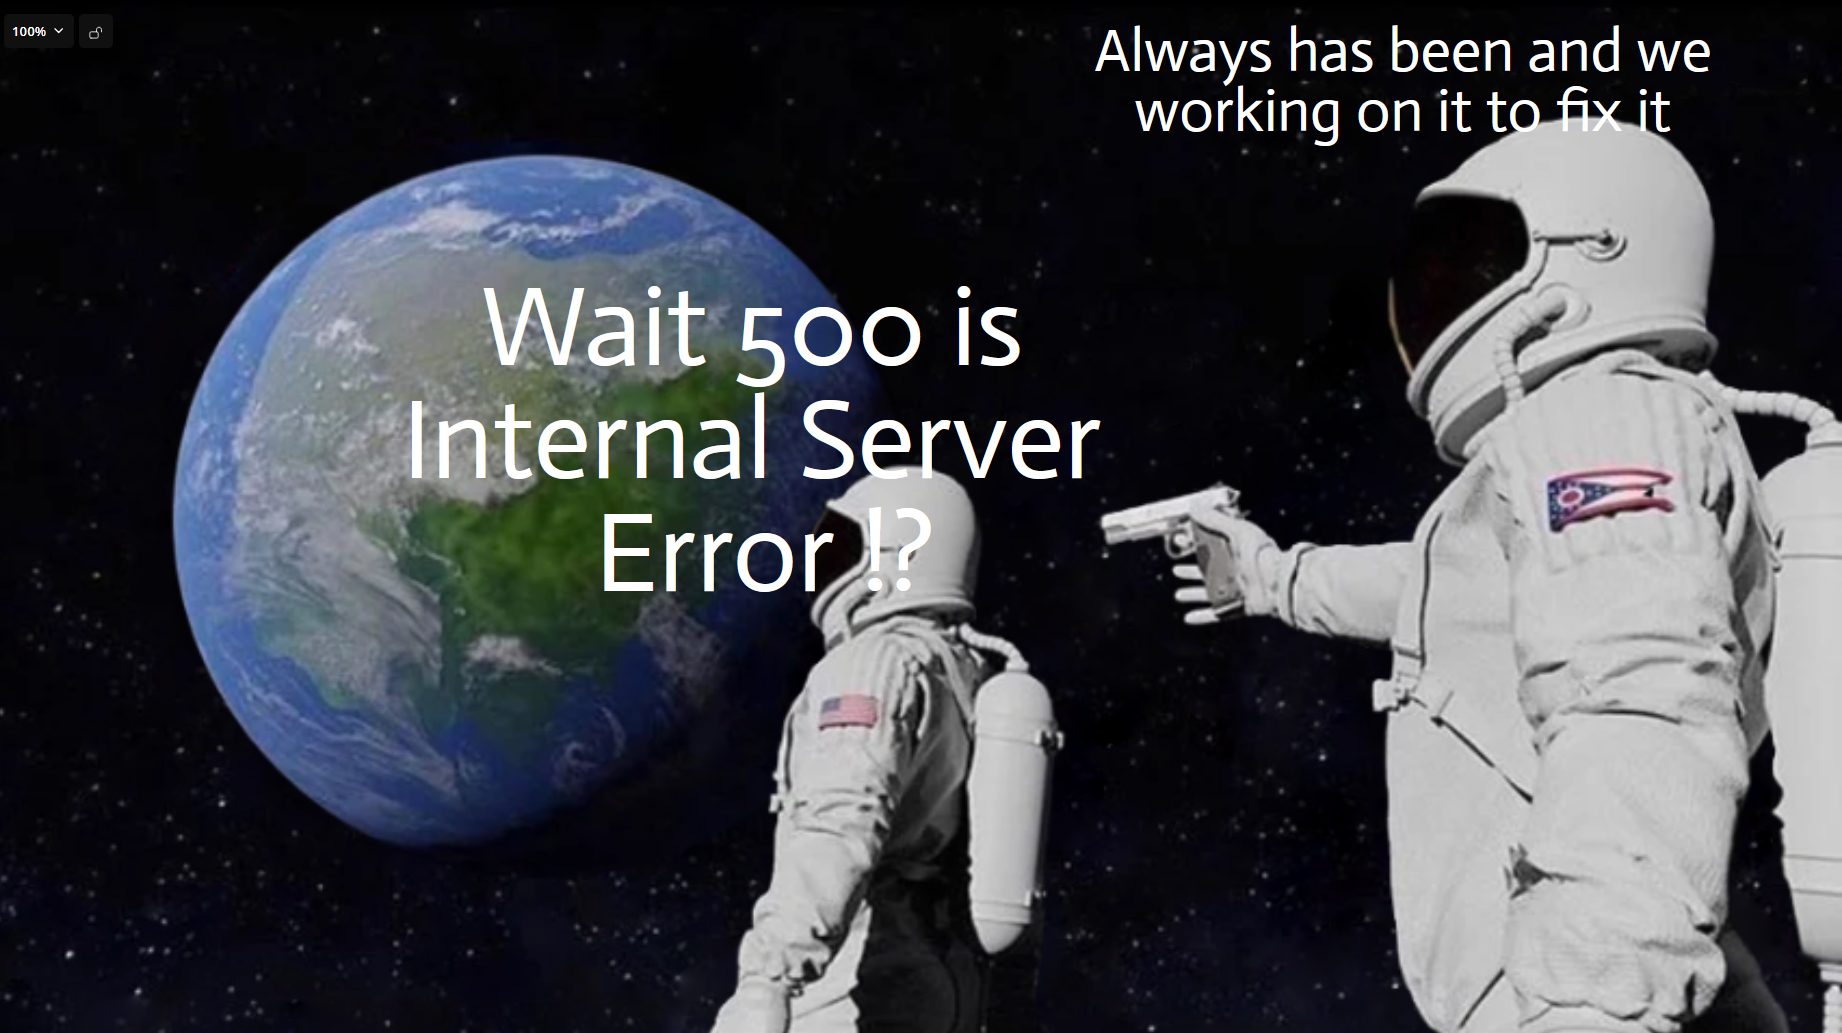 100%
Always has been and we
working on it to fix it
Wait 500 is
Internal Server
Error !?